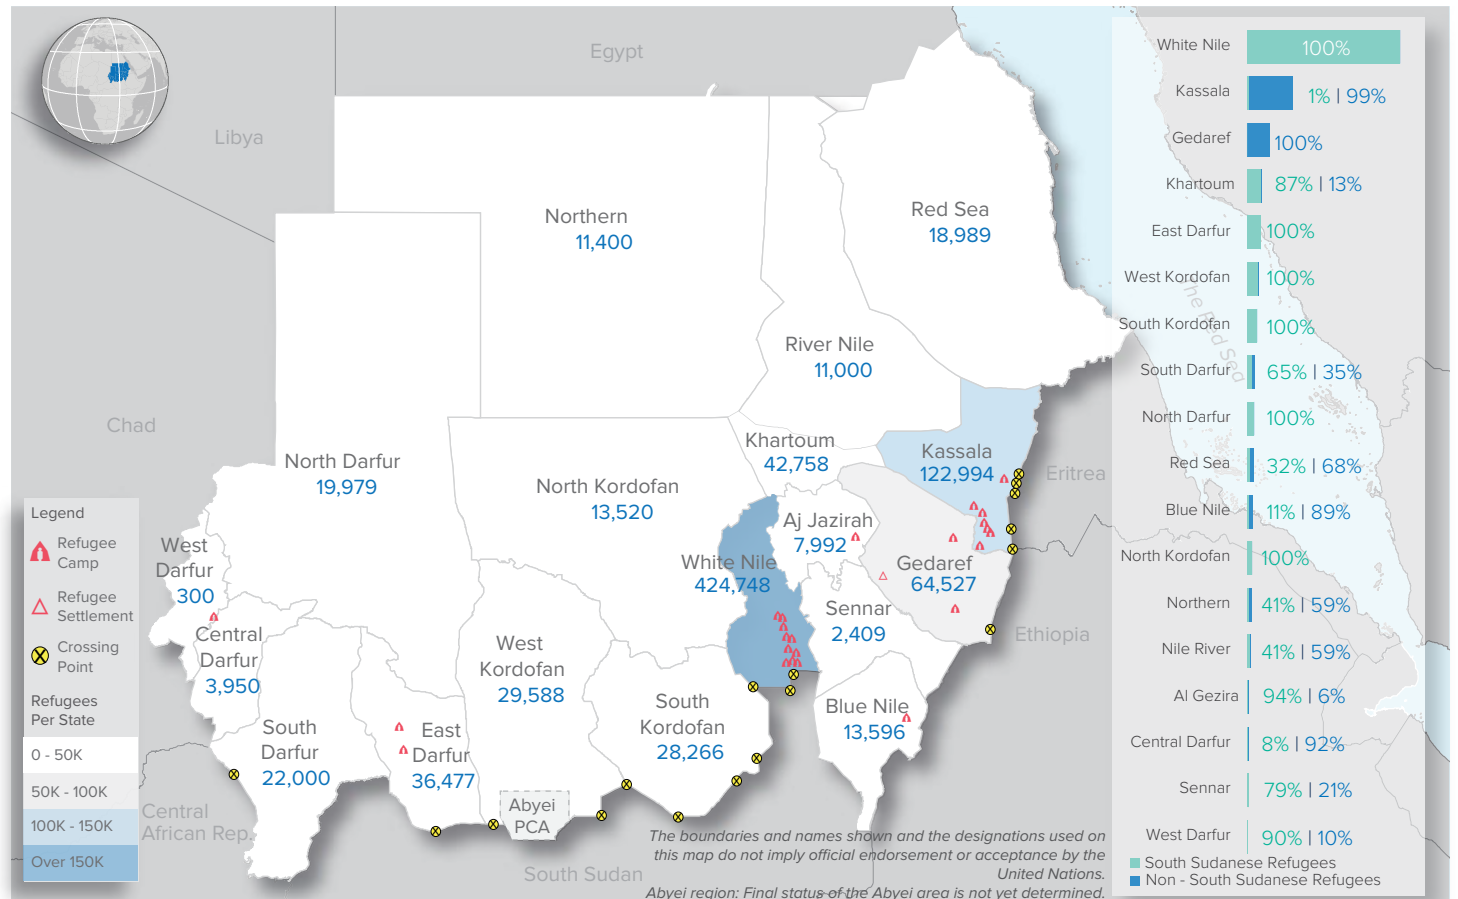 Egypt
Libya
Chad
Eritrea
Ethiopia
Central
African Rep.
South Sudan
The Red Sea
Northern
11,400
Red Sea
18,989
River Nile
11,000
Khartoum
42,758
Kassala
122,994
North Darfur
19,979
North Kordofan
13,520
Aj Jazirah
7,992
White Nile
424,748
Gedaref
64,527
West
Darfur
300
Sennar
2,409
Central
Darfur
3,950
West
Kordofan
29,588
South
Kordofan
28,266
Blue Nile
13,596
South
Darfur
22,000
East
Darfur
36,477
Abyei
PCA
Legend
Refugee
Camp
Refugee
Settlement
Crossing
Point
Refugees
Per State
0 - 50K
50K - 100K
100K - 150K
Over 150K
White Nile 100%
Kassala 1% | 99%
Gedaref 100%
Khartoum 87% | 13%
East Darfur 100%
West Kordofan 100%
South Kordofan 100%
South Darfur 65% | 35%
North Darfur 100%
Red Sea 32% | 68%
Blue Nile 11% | 89%
North Kordofan 100%
Northern 41% | 59%
Nile River 41% | 59%
Al Gezira 94% | 6%
Central Darfur 8% | 92%
Sennar 79% | 21%
West Darfur 90% | 10%
South Sudanese Refugees
Non - South Sudanese Refugees
The boundaries and names shown and the designations used on
this map do not imply official endorsement or acceptance by the
United Nations.
Abyei region: Final status of the Abyei area is not yet determined.